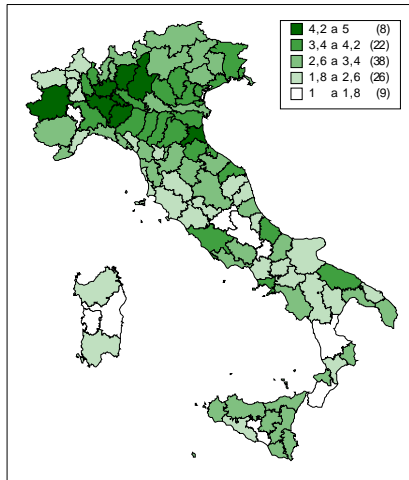 4,2 a 5 (8)
3,4 a 4,2 (22)
2,6 a 3,4 (38)
1,8 a 2,6 (26)
1 a 1,8 (9)